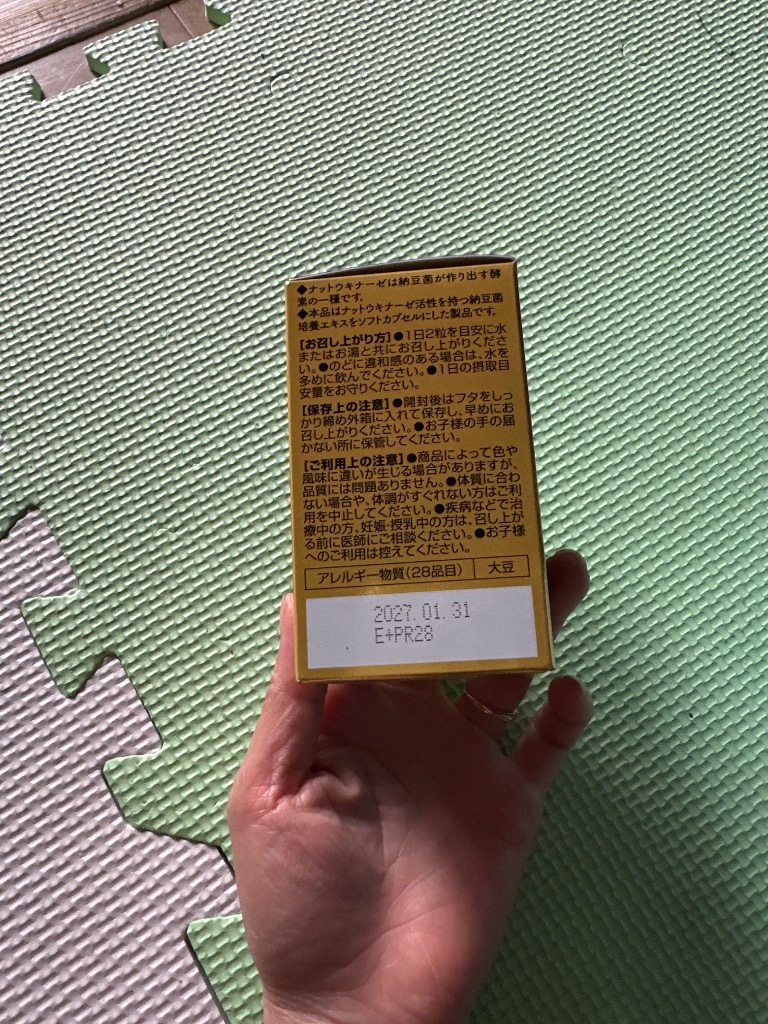 ◆ナットウキナーゼは納豆菌が作り出す酵
素の一種です。
◆本品はナットウキナーゼ活性を持つ納豆菌
培養エキスをソフトカプセルにした製品です。
[お召し上がり方]●1日2粒を目安に水
またはお湯と共にお召し上がりくださ
い。●のどに違和感のある場合は、水を
多めに飲んでください。●1日の摂取目
安量をお守りください。
[保存上の注意]●開封後はフタをしっ
かり締め外箱に入れて保存し、早めにお
召し上がりください。●お子様の手の届
かない所に保管してください。
[ご利用上の注意]●商品によって色や
風味に違いが生じる場合がありますが、
品質には問題ありません。●体質に合わ
ない場合や、体調がすぐれない方はご利
用を中止してください。●疾病などで治
療中の方、妊娠・授乳中の方は、召し上が
る前に医師にご相談ください。●お子様
へのご利用は控えてください。
アレルギー物質(28品目) 大豆
2027.01.31
E+PR28